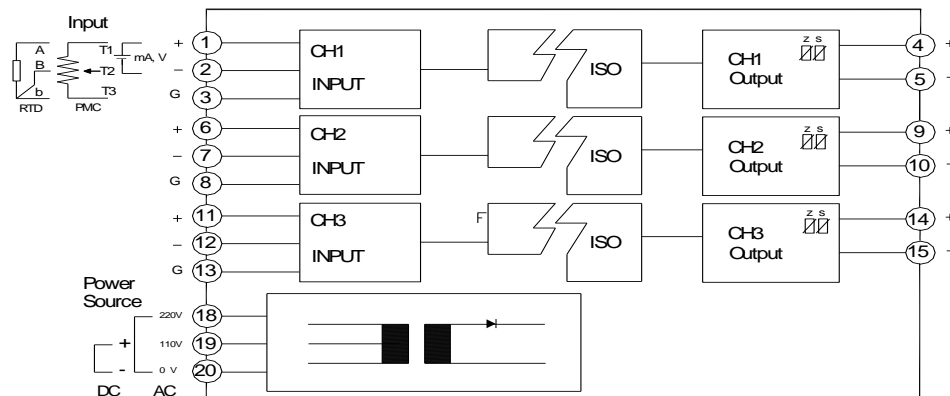 Input
A
B
b
RTD
T1
T2
T3
PMC
mA, V
+ 1
– 2
G 3
CH1
INPUT
ISO
z s
CH1
Output
4 +
5 -
+ 6
– 7
G 8
CH2
INPUT
ISO
z s
CH2
Output
9 +
10 -
+ 11
– 12
G 13
CH3
INPUT
F
ISO
z s
CH3
Output
14 +
15 -
Power
Source
220V 18
+ 110V 19
- 0 V 20
DC AC